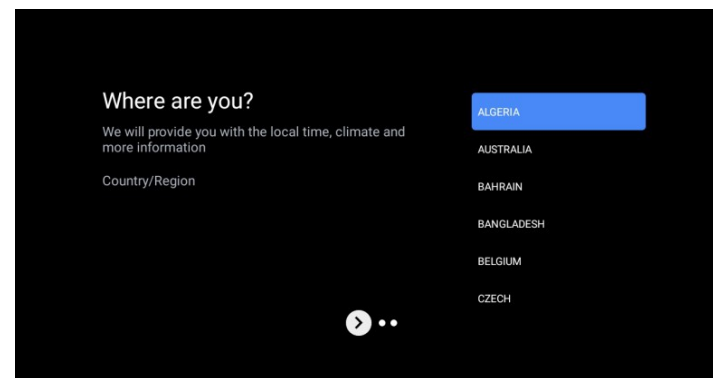 Where are you?
We will provide you with the local time, climate and
more information
Country/Region
ALGERIA
AUSTRALIA
BAHRAIN
BANGLADESH
BELGIUM
CZECH